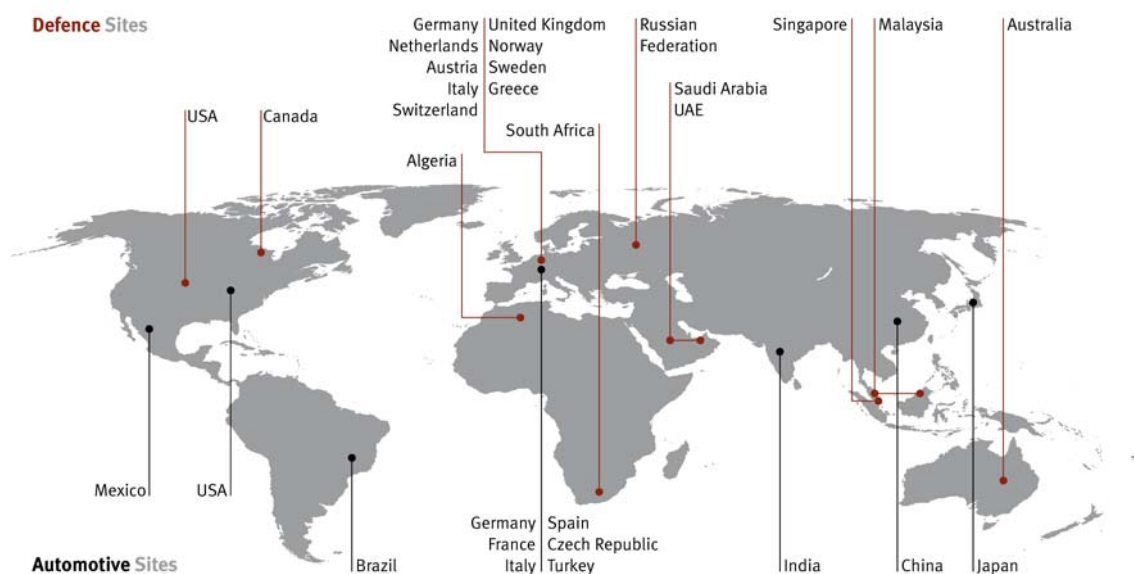 Defence Sites
Germany United Kingdom
Netherlands Norway
Austria Sweden
Italy Greece
Switzerland
Russian
Federation
Singapore
Malaysia
Australia
Saudi Arabia
UAE
USA
Canada
South Africa
Algeria
Mexico
USA
Brazil
Germany Spain
France Czech Republic
Italy Turkey
India
China
Japan
Automotive Sites